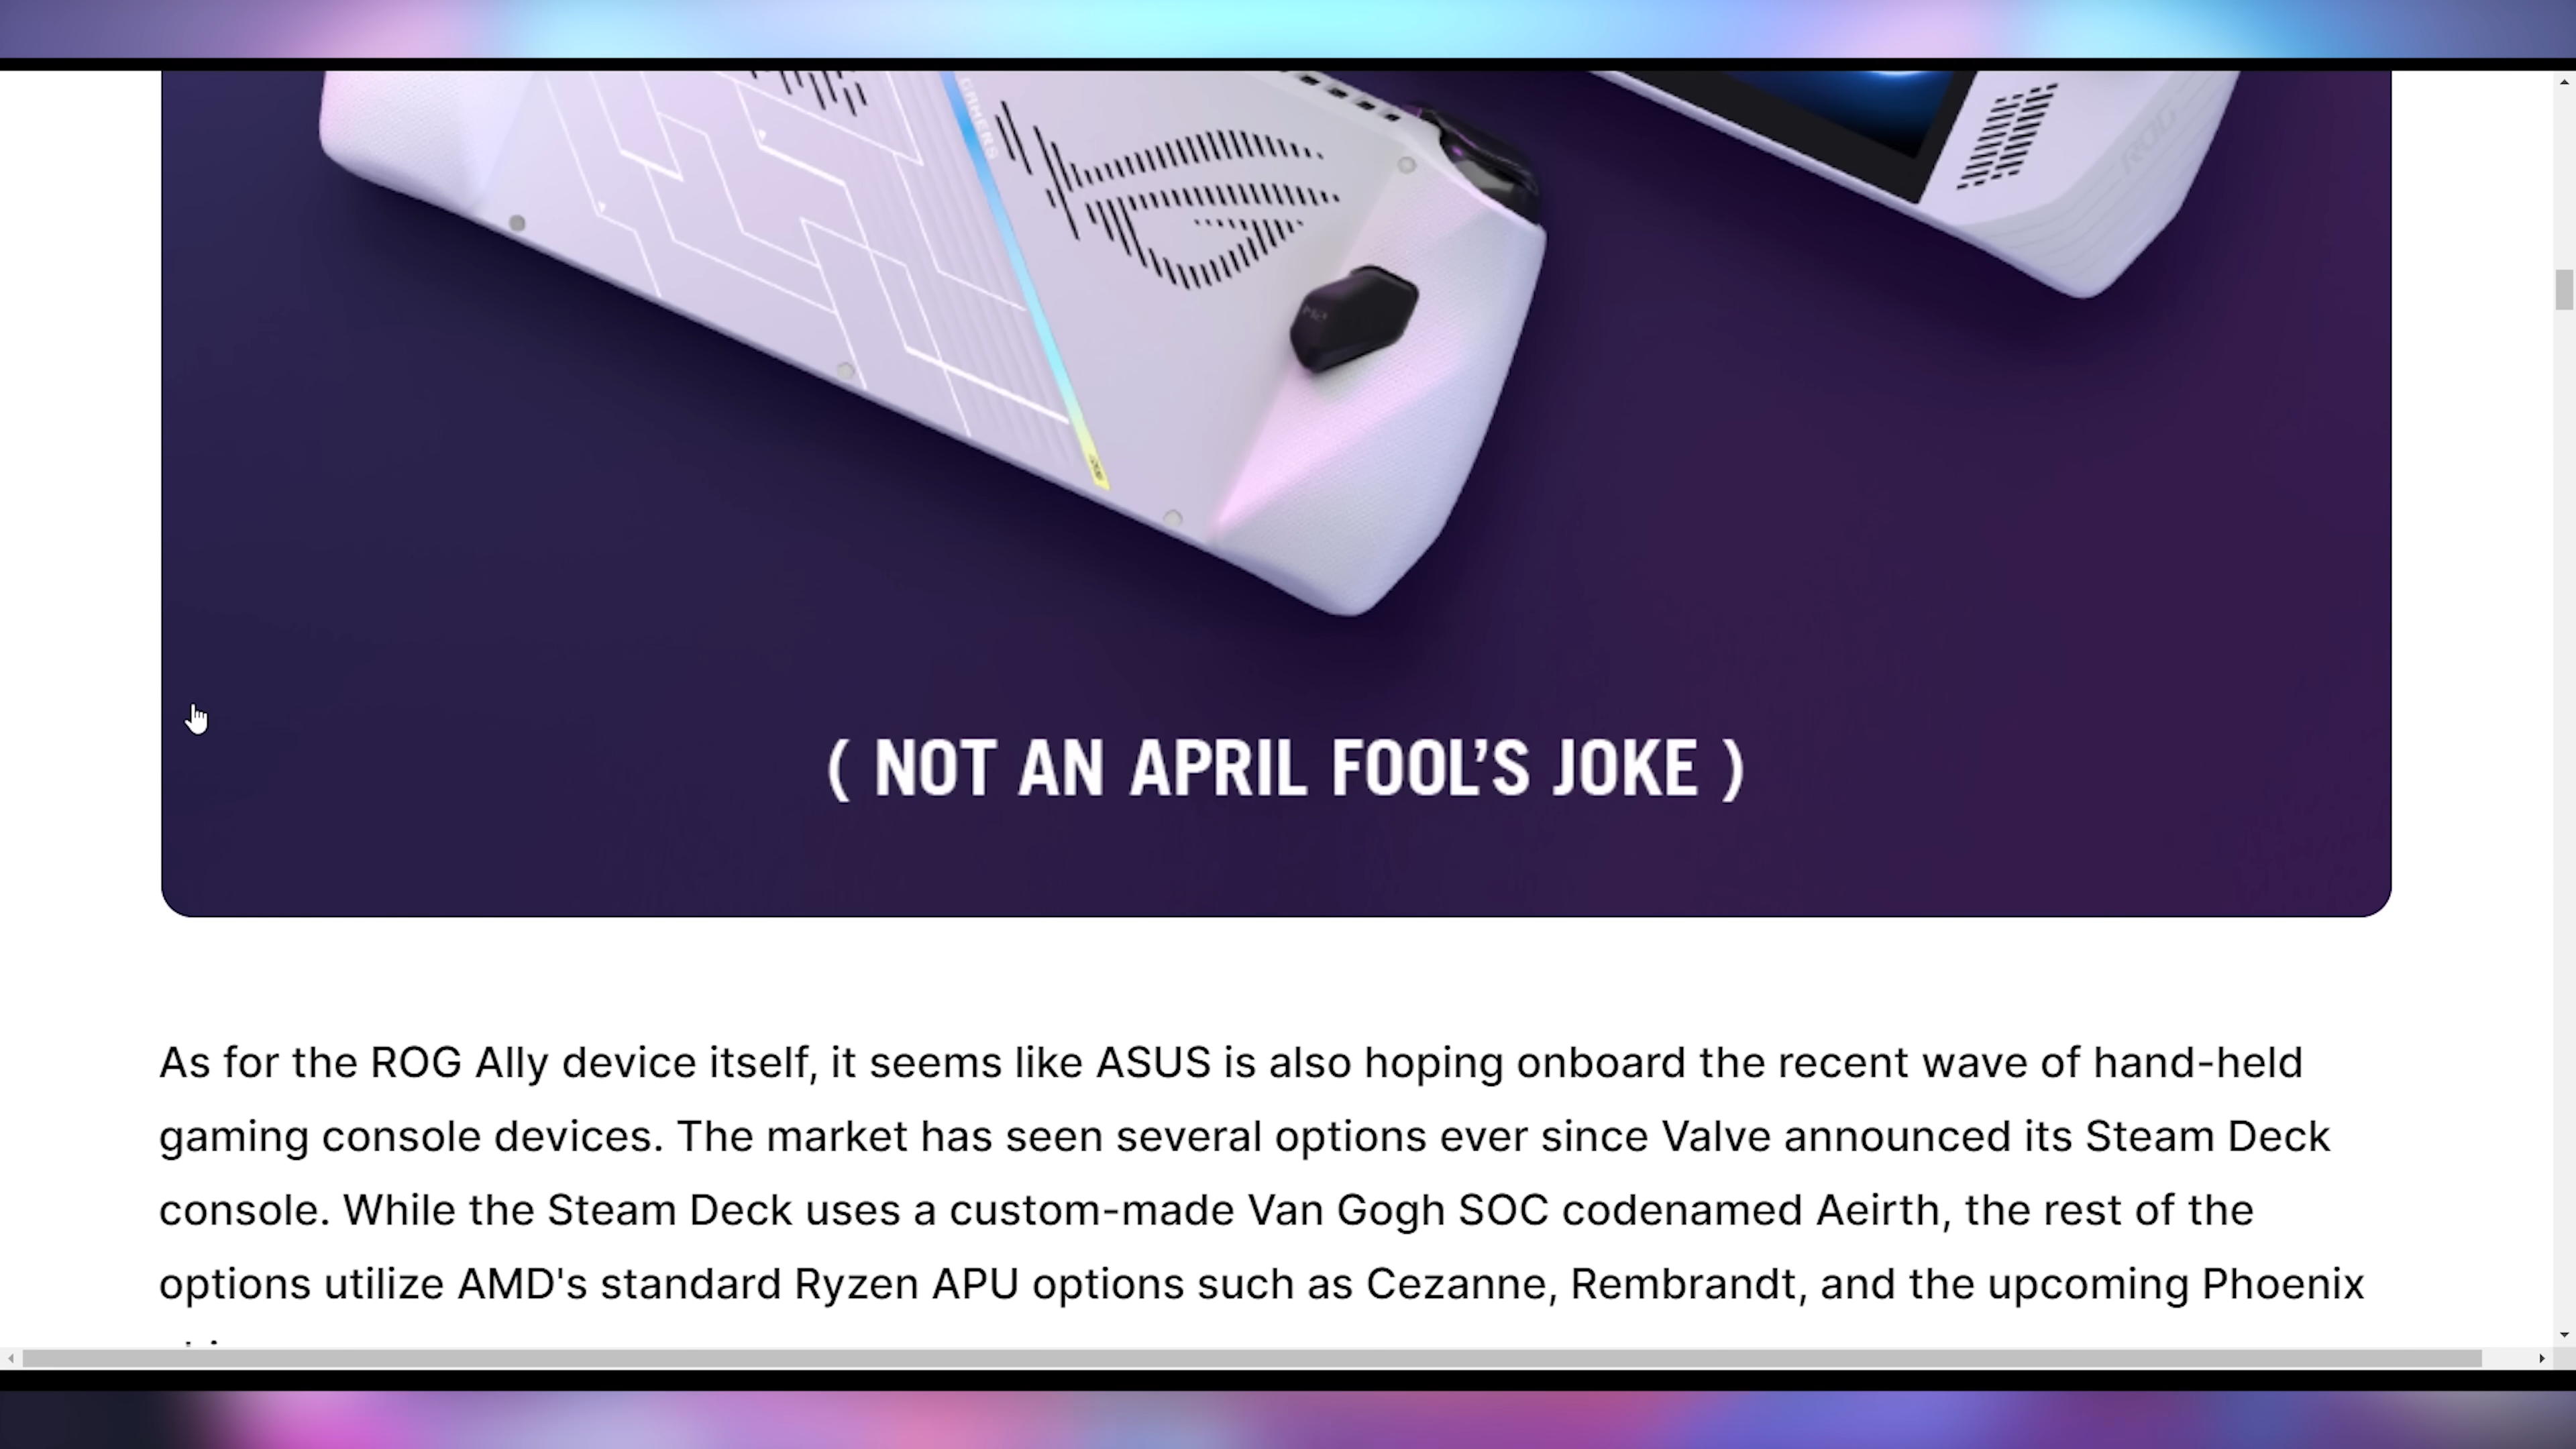 GAMERS
ROG
M2
( NOT AN APRIL FOOL’S JOKE )
As for the ROG Ally device itself, it seems like ASUS is also hoping onboard the recent wave of hand-held
gaming console devices. The market has seen several options ever since Valve announced its Steam Deck
console. While the Steam Deck uses a custom-made Van Gogh SOC codenamed Aeirth, the rest of the
options utilize AMD's standard Ryzen APU options such as Cezanne, Rembrandt, and the upcoming Phoenix